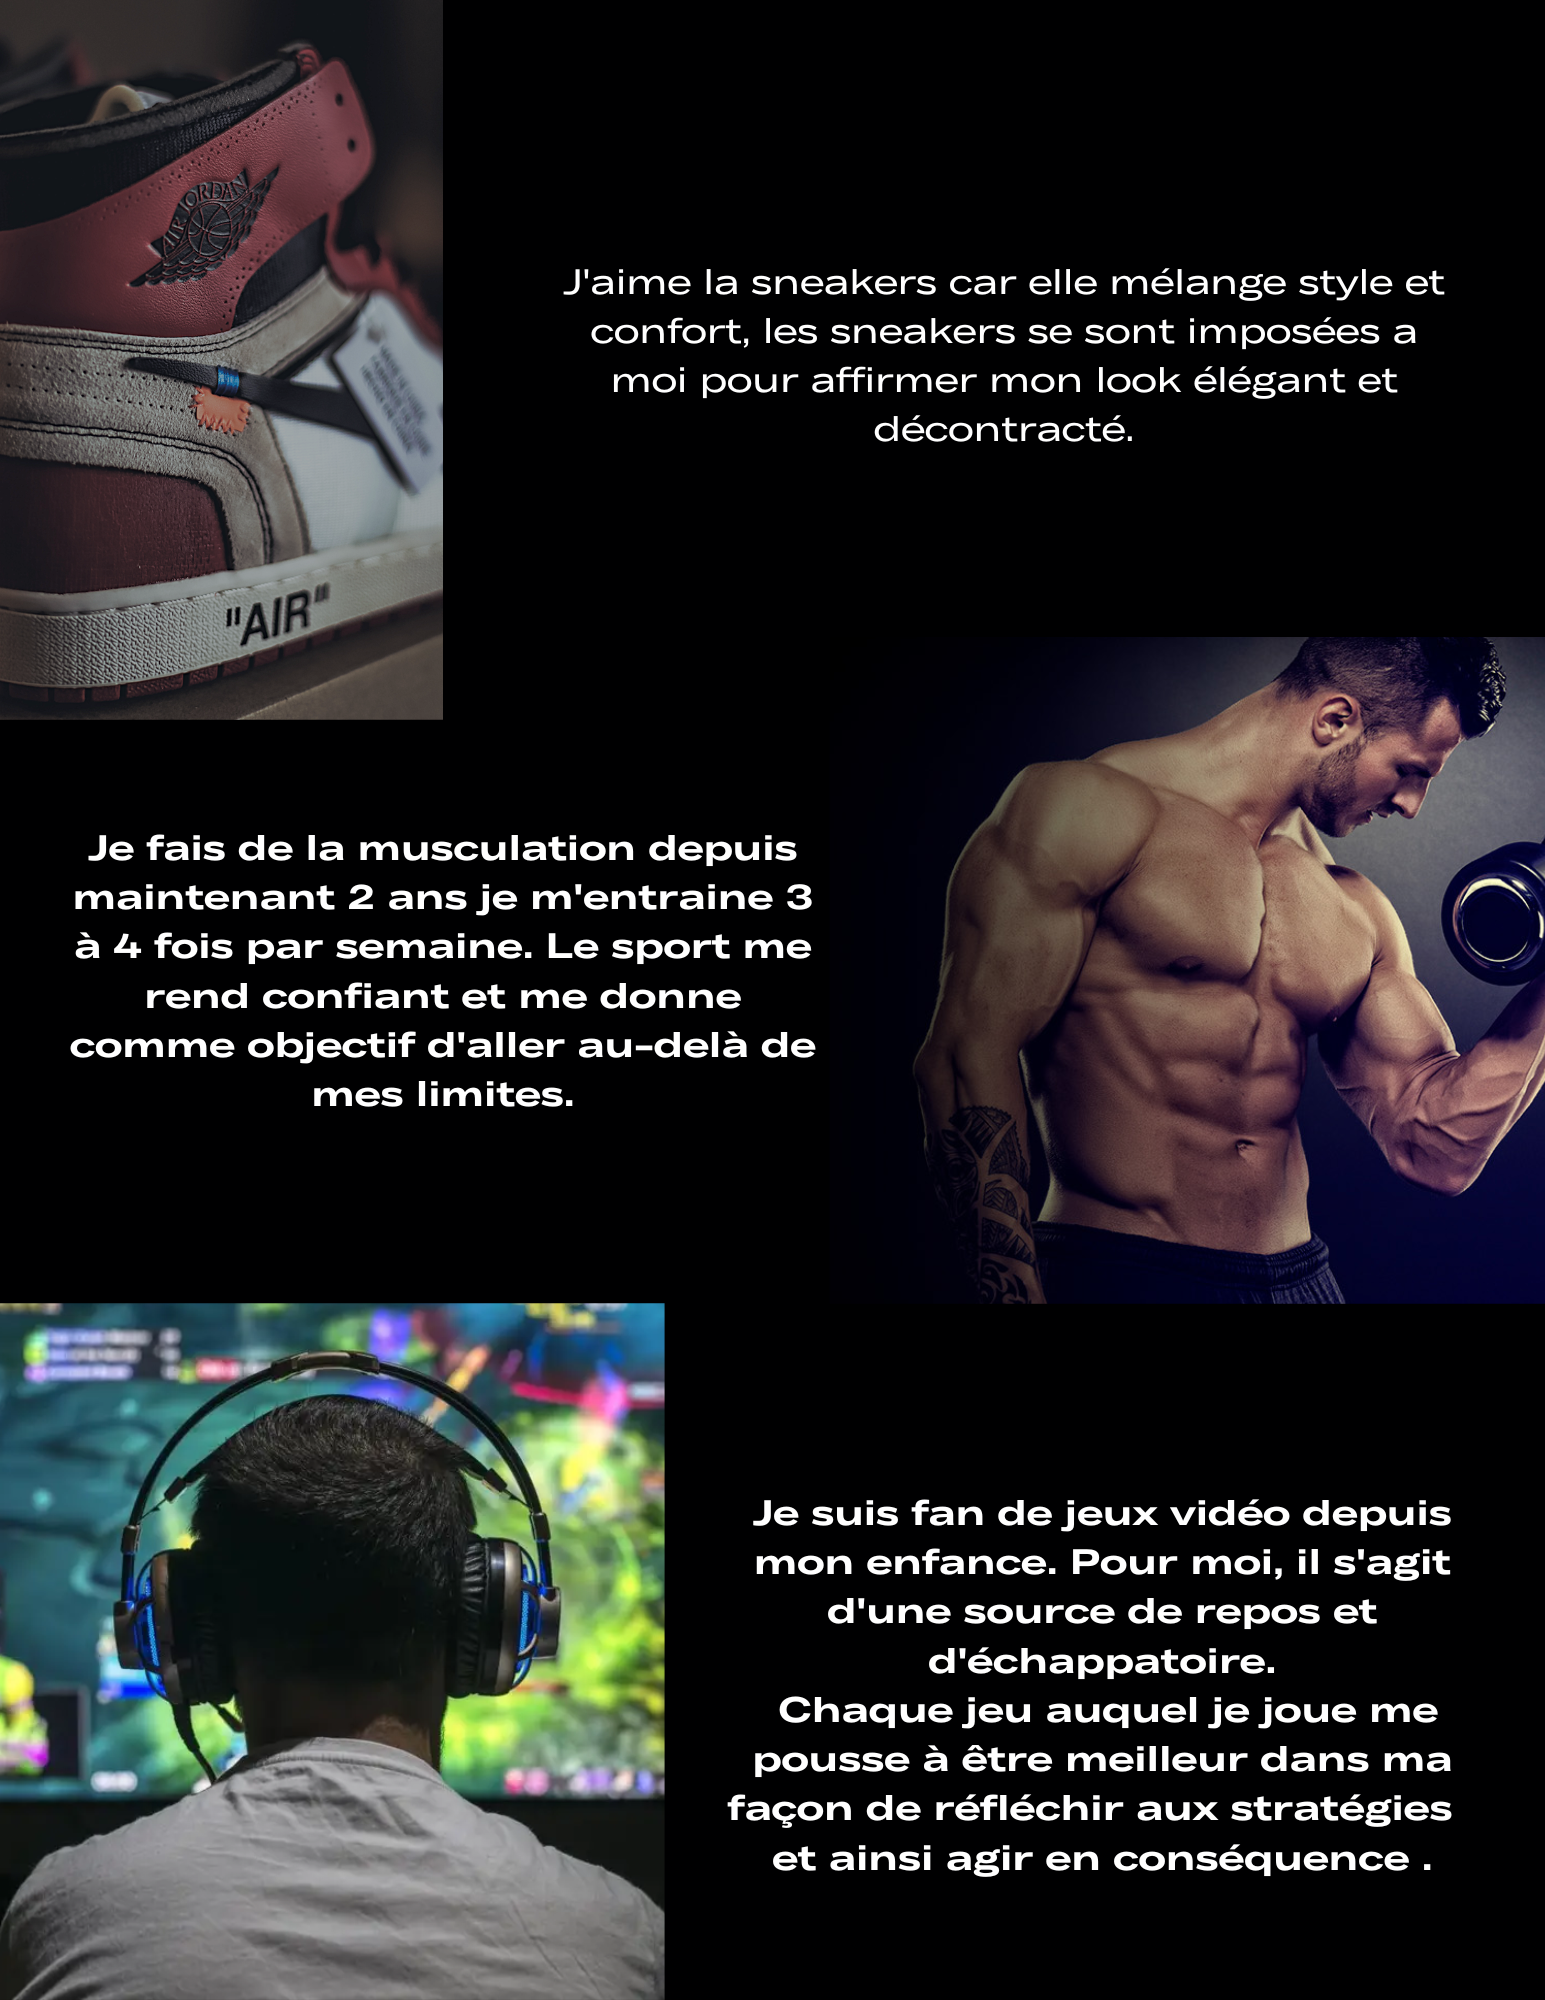 AIR JORDAN
"AIR"
J'aime la sneakers car elle mélange style et
confort, les sneakers se sont imposées a
moi pour affirmer mon look élégant et
décontracté.
Je fais de la musculation depuis
maintenant 2 ans je m'entraine 3
à 4 fois par semaine. Le sport me
rend confiant et me donne
comme objectif d'aller au-delà de
mes limites.
Je suis fan de jeux vidéo depuis
mon enfance. Pour moi, il s'agit
d'une source de repos et
d'échappatoire.
Chaque jeu auquel je joue me
pousse à être meilleur dans ma
façon de réfléchir aux stratégies
et ainsi agir en conséquence .